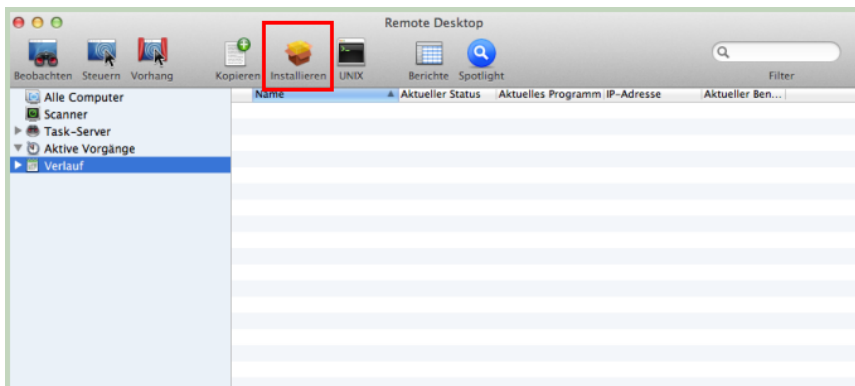 Remote Desktop
Beobachten Steuern Vorhang Kopieren Installieren UNIX Berichte Spotlight Filter
Name Aktueller Status Aktuelles Programm IP-Adresse Aktueller Ben...
Alle Computer
Scanner
Task-Server
Aktive Vorgänge
Verlauf